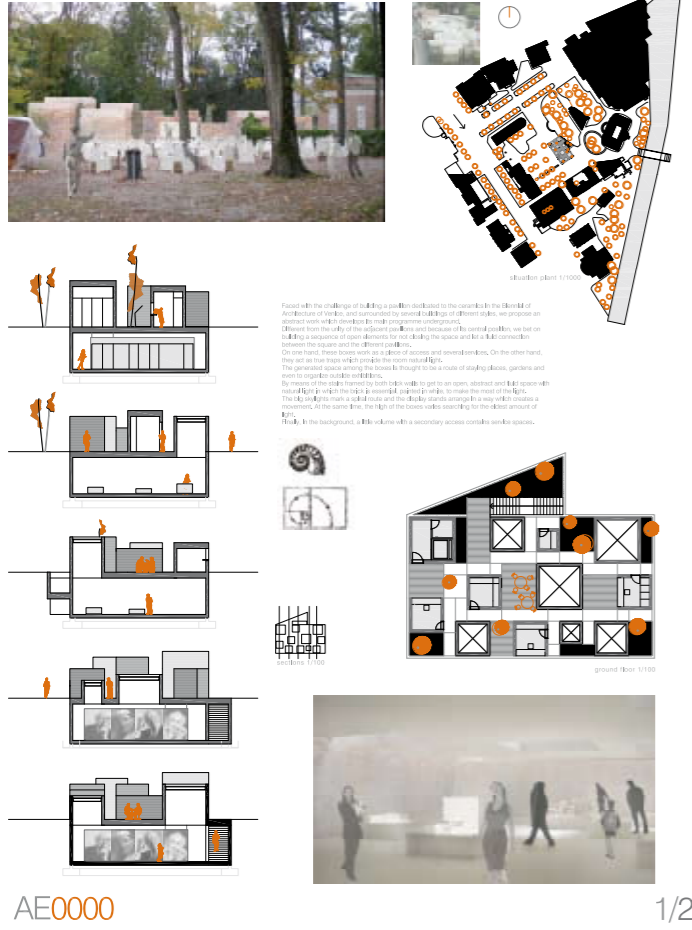 situation plant 1/1000
Faced with the challenge of building a pavilion dedicated to the ceramics in the Biennial of
Architecture of Venice, and surrounded by several buildings of different styles, we propose an
abstract work which develops its main programme underground.
Different from the unity of the adjacent pavilions and because of its central position, we bet on
building a sequence of open elements for not closing the space and let a fluid connection
between the square and the different pavilions.
On one hand, these boxes work as a piece of access and several services. On the other hand,
they act as true traps which provide the room natural light.
The generated space among the boxes is thought to be a route of staying places, gardens and
even to organize outside exhibitions.
By means of the stairs framed by both brick walls to get to an open, abstract and fluid space with
natural light in which the brick is essential, painted in white, to make the most of the light.
The big skylights mark a spiral route and the display stands arrange in a way which creates a
movement. At the same time, the high of the boxes varies searching for the eldest amount of
light.
Finally, in the background, a little volume with a secondary access contains service spaces.
sections 1/100
ground floor 1/100
AE0000
1/2